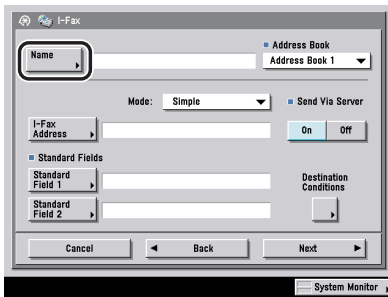 I-Fax
Address Book
Name
Address Book 1
Mode: Simple
Send Via Server
I-Fax
Address
On Off
Standard Fields
Standard
Field 1
Destination
Conditions
Standard
Field 2
Cancel Back Next
System Monitor